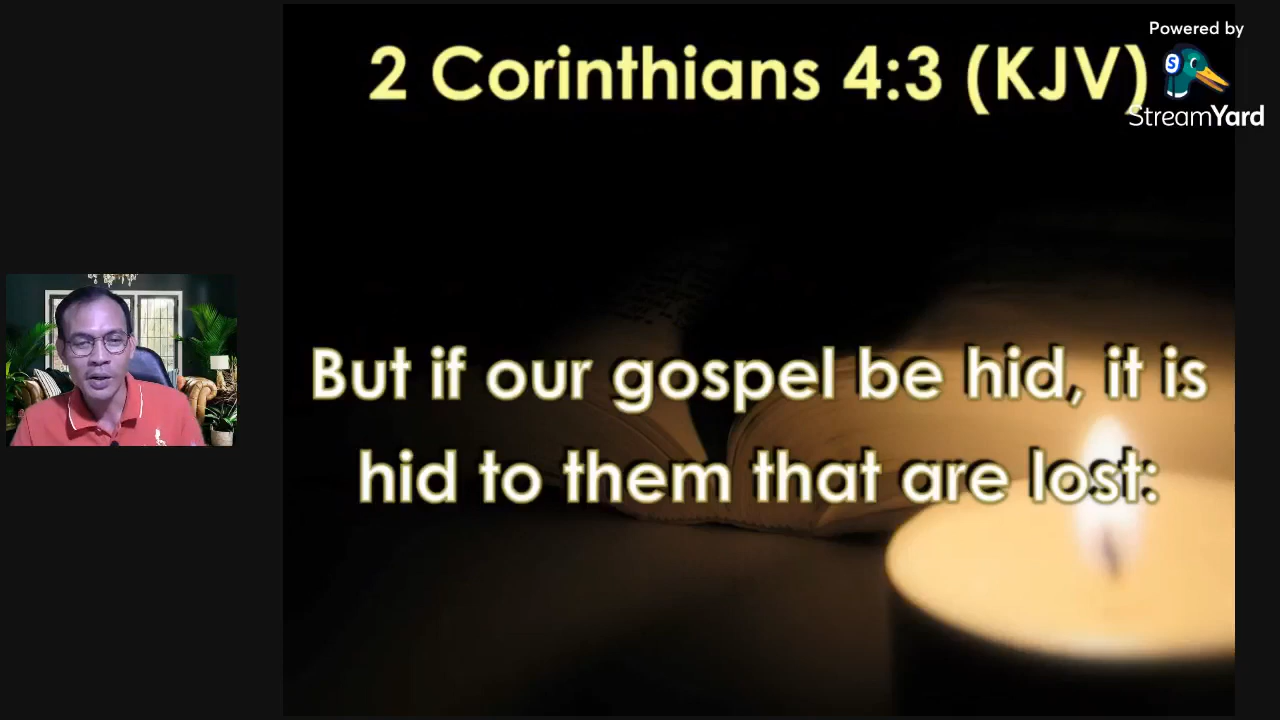 2 Corinthians 4:3 (KJV)
Powered by
StreamYard
But if our gospel be hid, it is
hid to them that are lost: